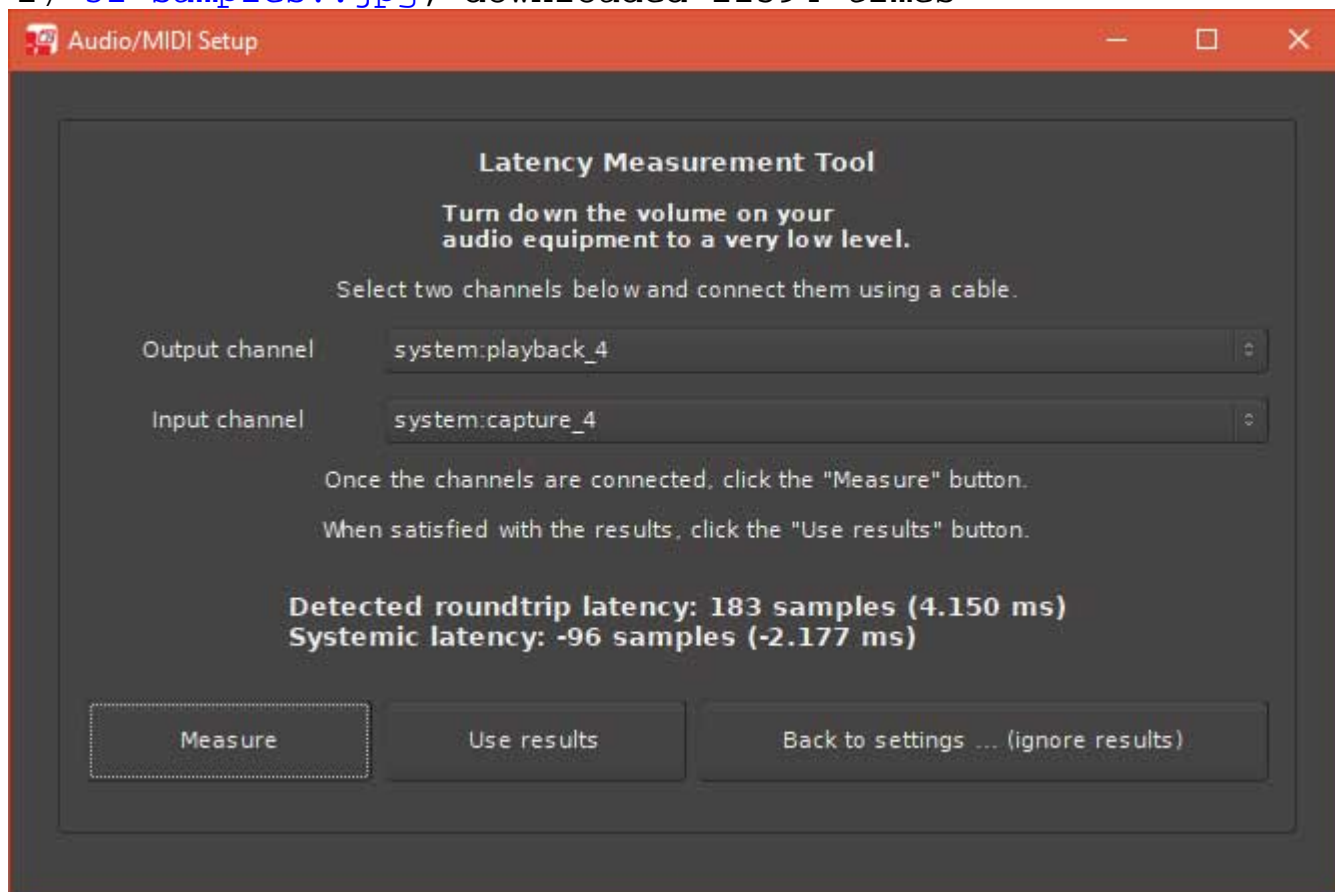 Audio/MIDI Setup
Latency Measurement Tool
Turn down the volume on your
audio equipment to a very low level.
Select two channels below and connect them using a cable.
Output channel system:playback_4
Input channel system:capture_4
Once the channels are connected, click the "Measure" button.
When satisfied with the results, click the "Use results" button.
Detected roundtrip latency: 183 samples (4.150 ms)
Systemic latency: -96 samples (-2.177 ms)
Measure Use results Back to settings ... (ignore results)